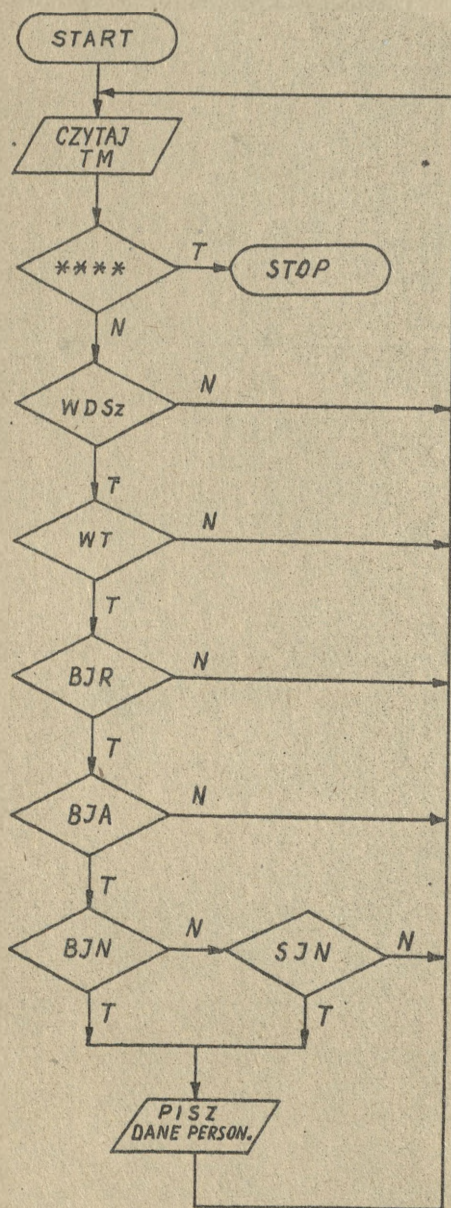 START
CZYTAJ
TM
****
T
STOP
N
WDSz
N
T
WT
N
T
BJR
N
T
BJA
N
T
BJN
N
SJN
N
T
T
PISZ
DANE PERSON.